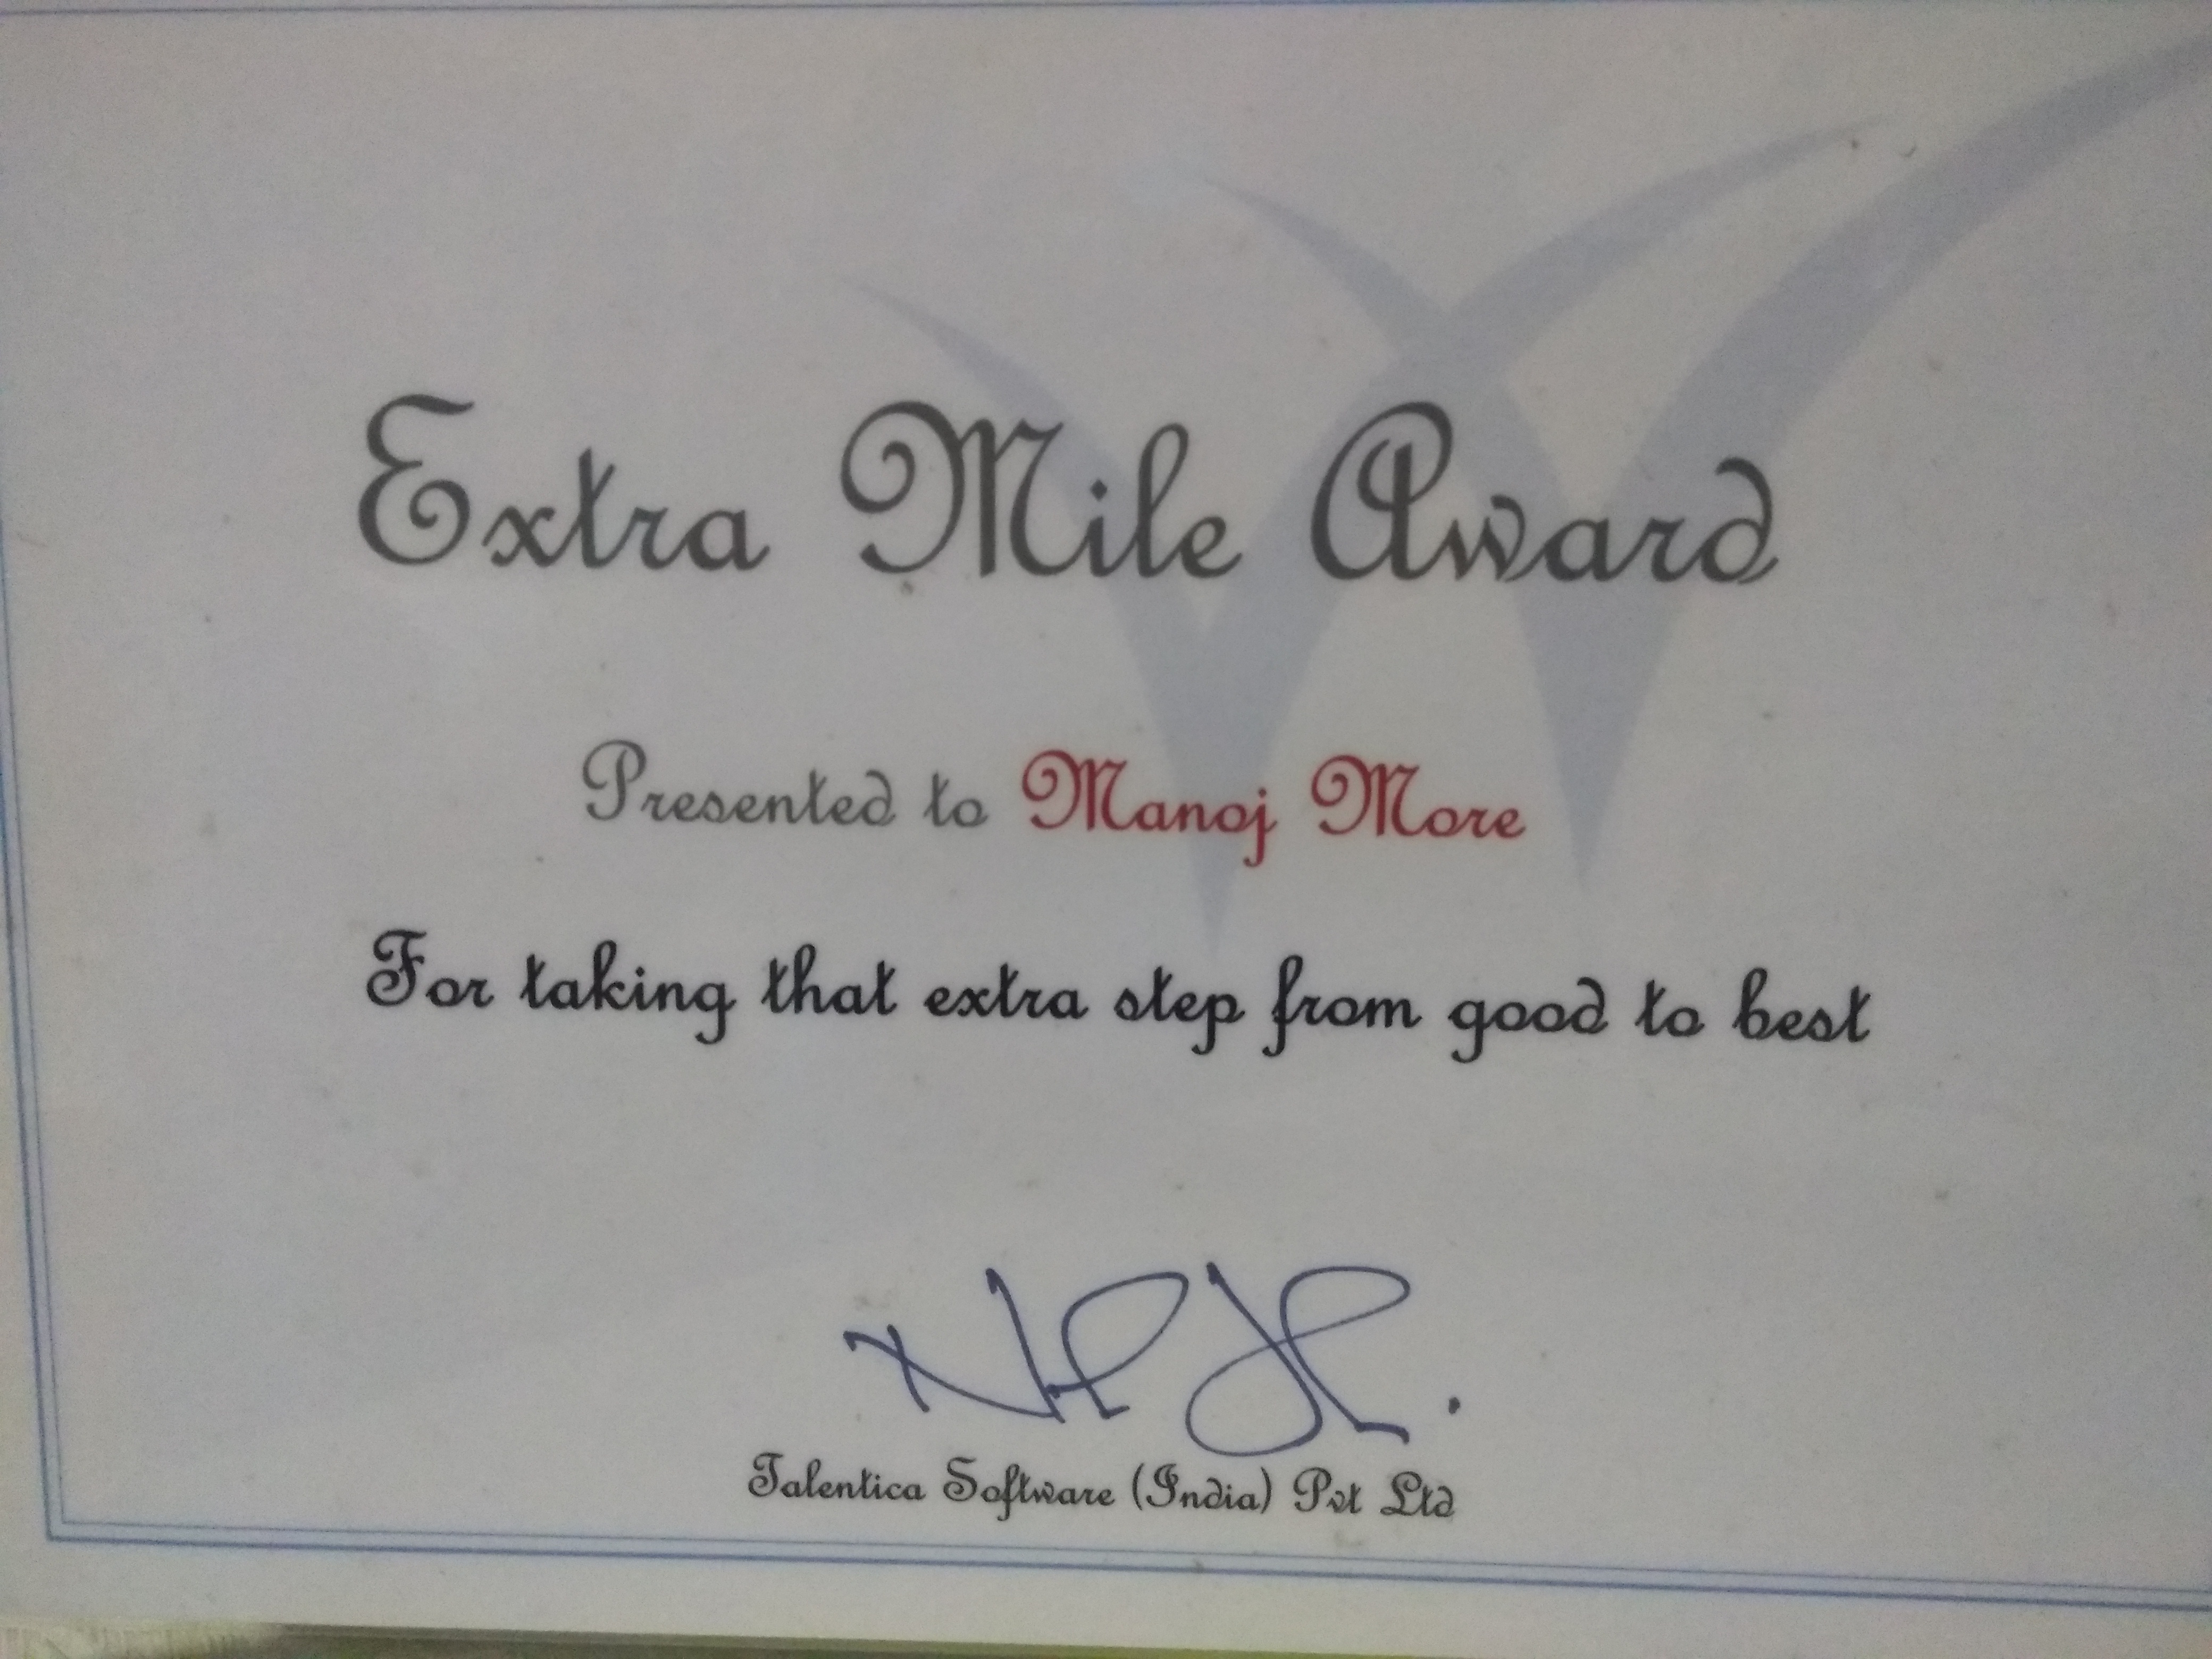 Extra Mile Award
Presented to Manoj More
For taking that extra step from good to best
Talentica Software (India) Pvt Ltd